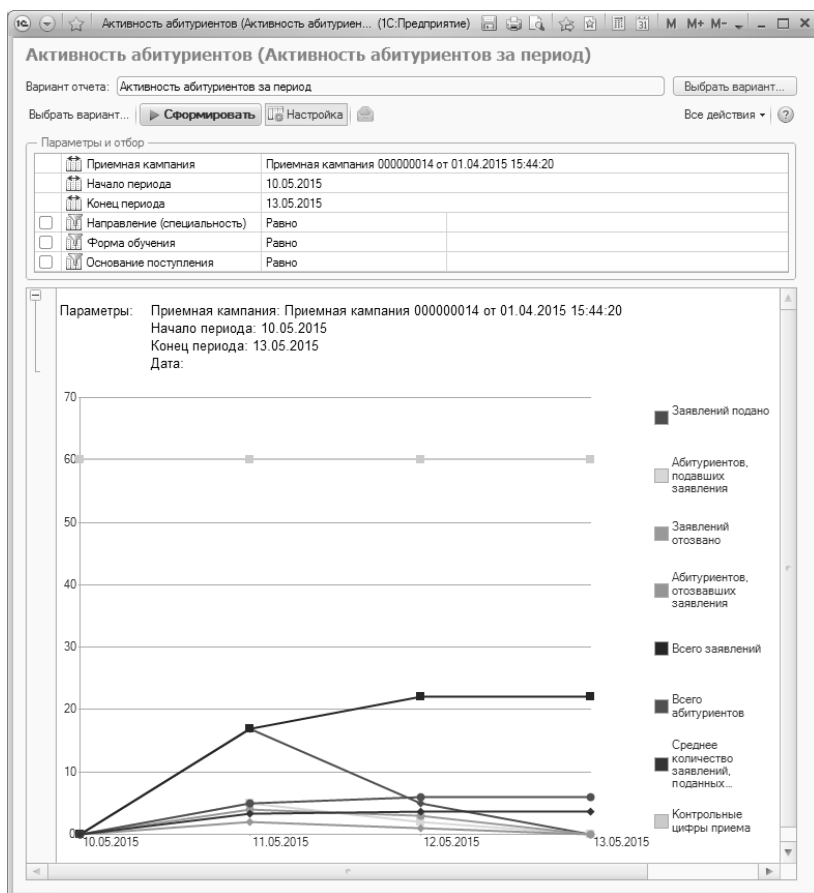 Активность абитуриентов (Активность абитуриен... (1С:Предприятие)
M M+ M-
Активность абитуриентов (Активность абитуриентов за период)
Вариант отчета: Активность абитуриентов за период Выбрать вариант...
Выбрать вариант... Сформировать Настройка Все действия
Параметры и отбор
Приемная кампания Приемная кампания 000000014 от 01.04.2015 15:44:20
Начало периода 10.05.2015
Конец периода 13.05.2015
Направление (специальность) Равно
Форма обучения Равно
Основание поступления Равно
Параметры: Приемная кампания: Приемная кампания 000000014 от 01.04.2015 15:44:20
Начало периода: 10.05.2015
Конец периода: 13.05.2015
Дата:
70
60
50
40
30
20
10
0
10.05.2015 11.05.2015 12.05.2015 13.05.2015
Заявлений подано
Абитуриентов,
подавших
заявления
Заявлений
отозвано
Абитуриентов,
отозвавших
заявления
Всего заявлений
Всего
абитуриентов
Среднее
количество
заявлений,
поданных...
Контрольные
цифры приема